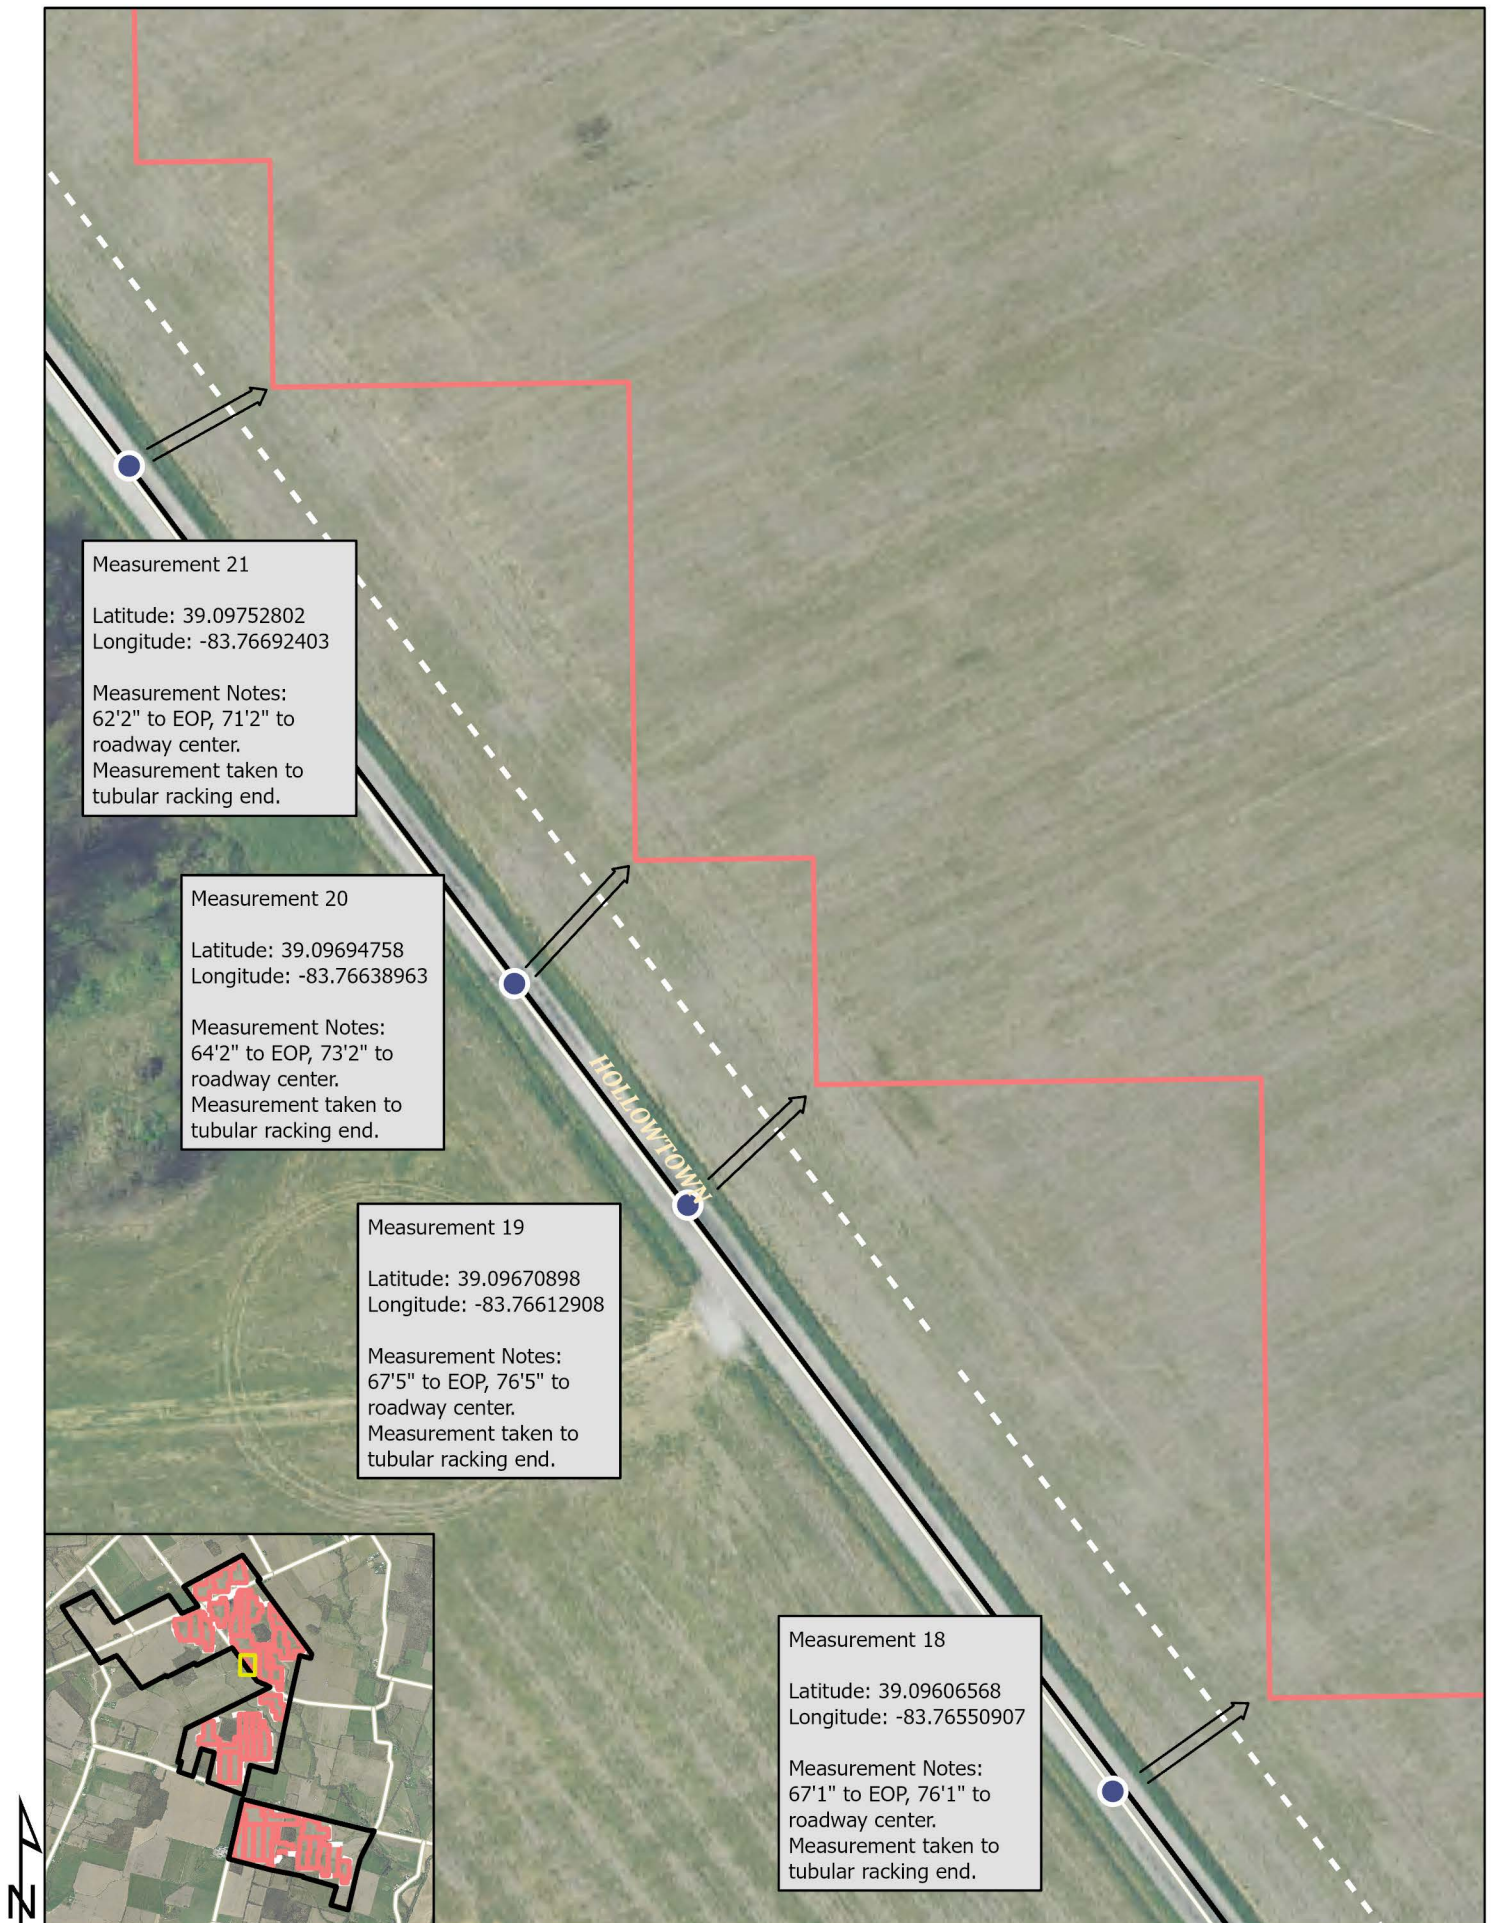 Measurement 21
Latitude: 39.09752802
Longitude: -83.76692403
Measurement Notes:
62'2" to EOP, 71'2" to
roadway center.
Measurement taken to
tubular racking end.
Measurement 20
Latitude: 39.09694758
Longitude: -83.76638963
Measurement Notes:
64'2" to EOP, 73'2" to
roadway center.
Measurement taken to
tubular racking end.
HOLLOWTOWN
Measurement 19
Latitude: 39.09670898
Longitude: -83.76612908
Measurement Notes:
67'5" to EOP, 76'5" to
roadway center.
Measurement taken to
tubular racking end.
Measurement 18
Latitude: 39.09606568
Longitude: -83.76550907
Measurement Notes:
67'1" to EOP, 76'1" to
roadway center.
Measurement taken to
tubular racking end.
N